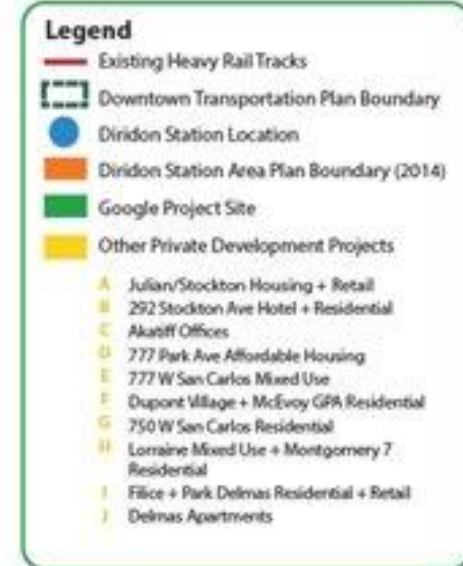 Legend
Existing Heavy Rail Tracks
Downtown Transportation Plan Boundary
Diridon Station Location
Diridon Station Area Plan Boundary (2014)
Google Project Site
Other Private Development Projects
A Julian/Stockton Housing + Retail
B 292 Stockton Ave Hotel + Residential
C Akatiff Offices
D 777 Park Ave Affordable Housing
E 777 W San Carlos Mixed Use
F Dupont Village + McEvoy GPA Residential
G 750 W San Carlos Residential
H Lorraine Mixed Use + Montgomery 7
Residential
I Filice + Park Delmas Residential + Retail
J Delmas Apartments